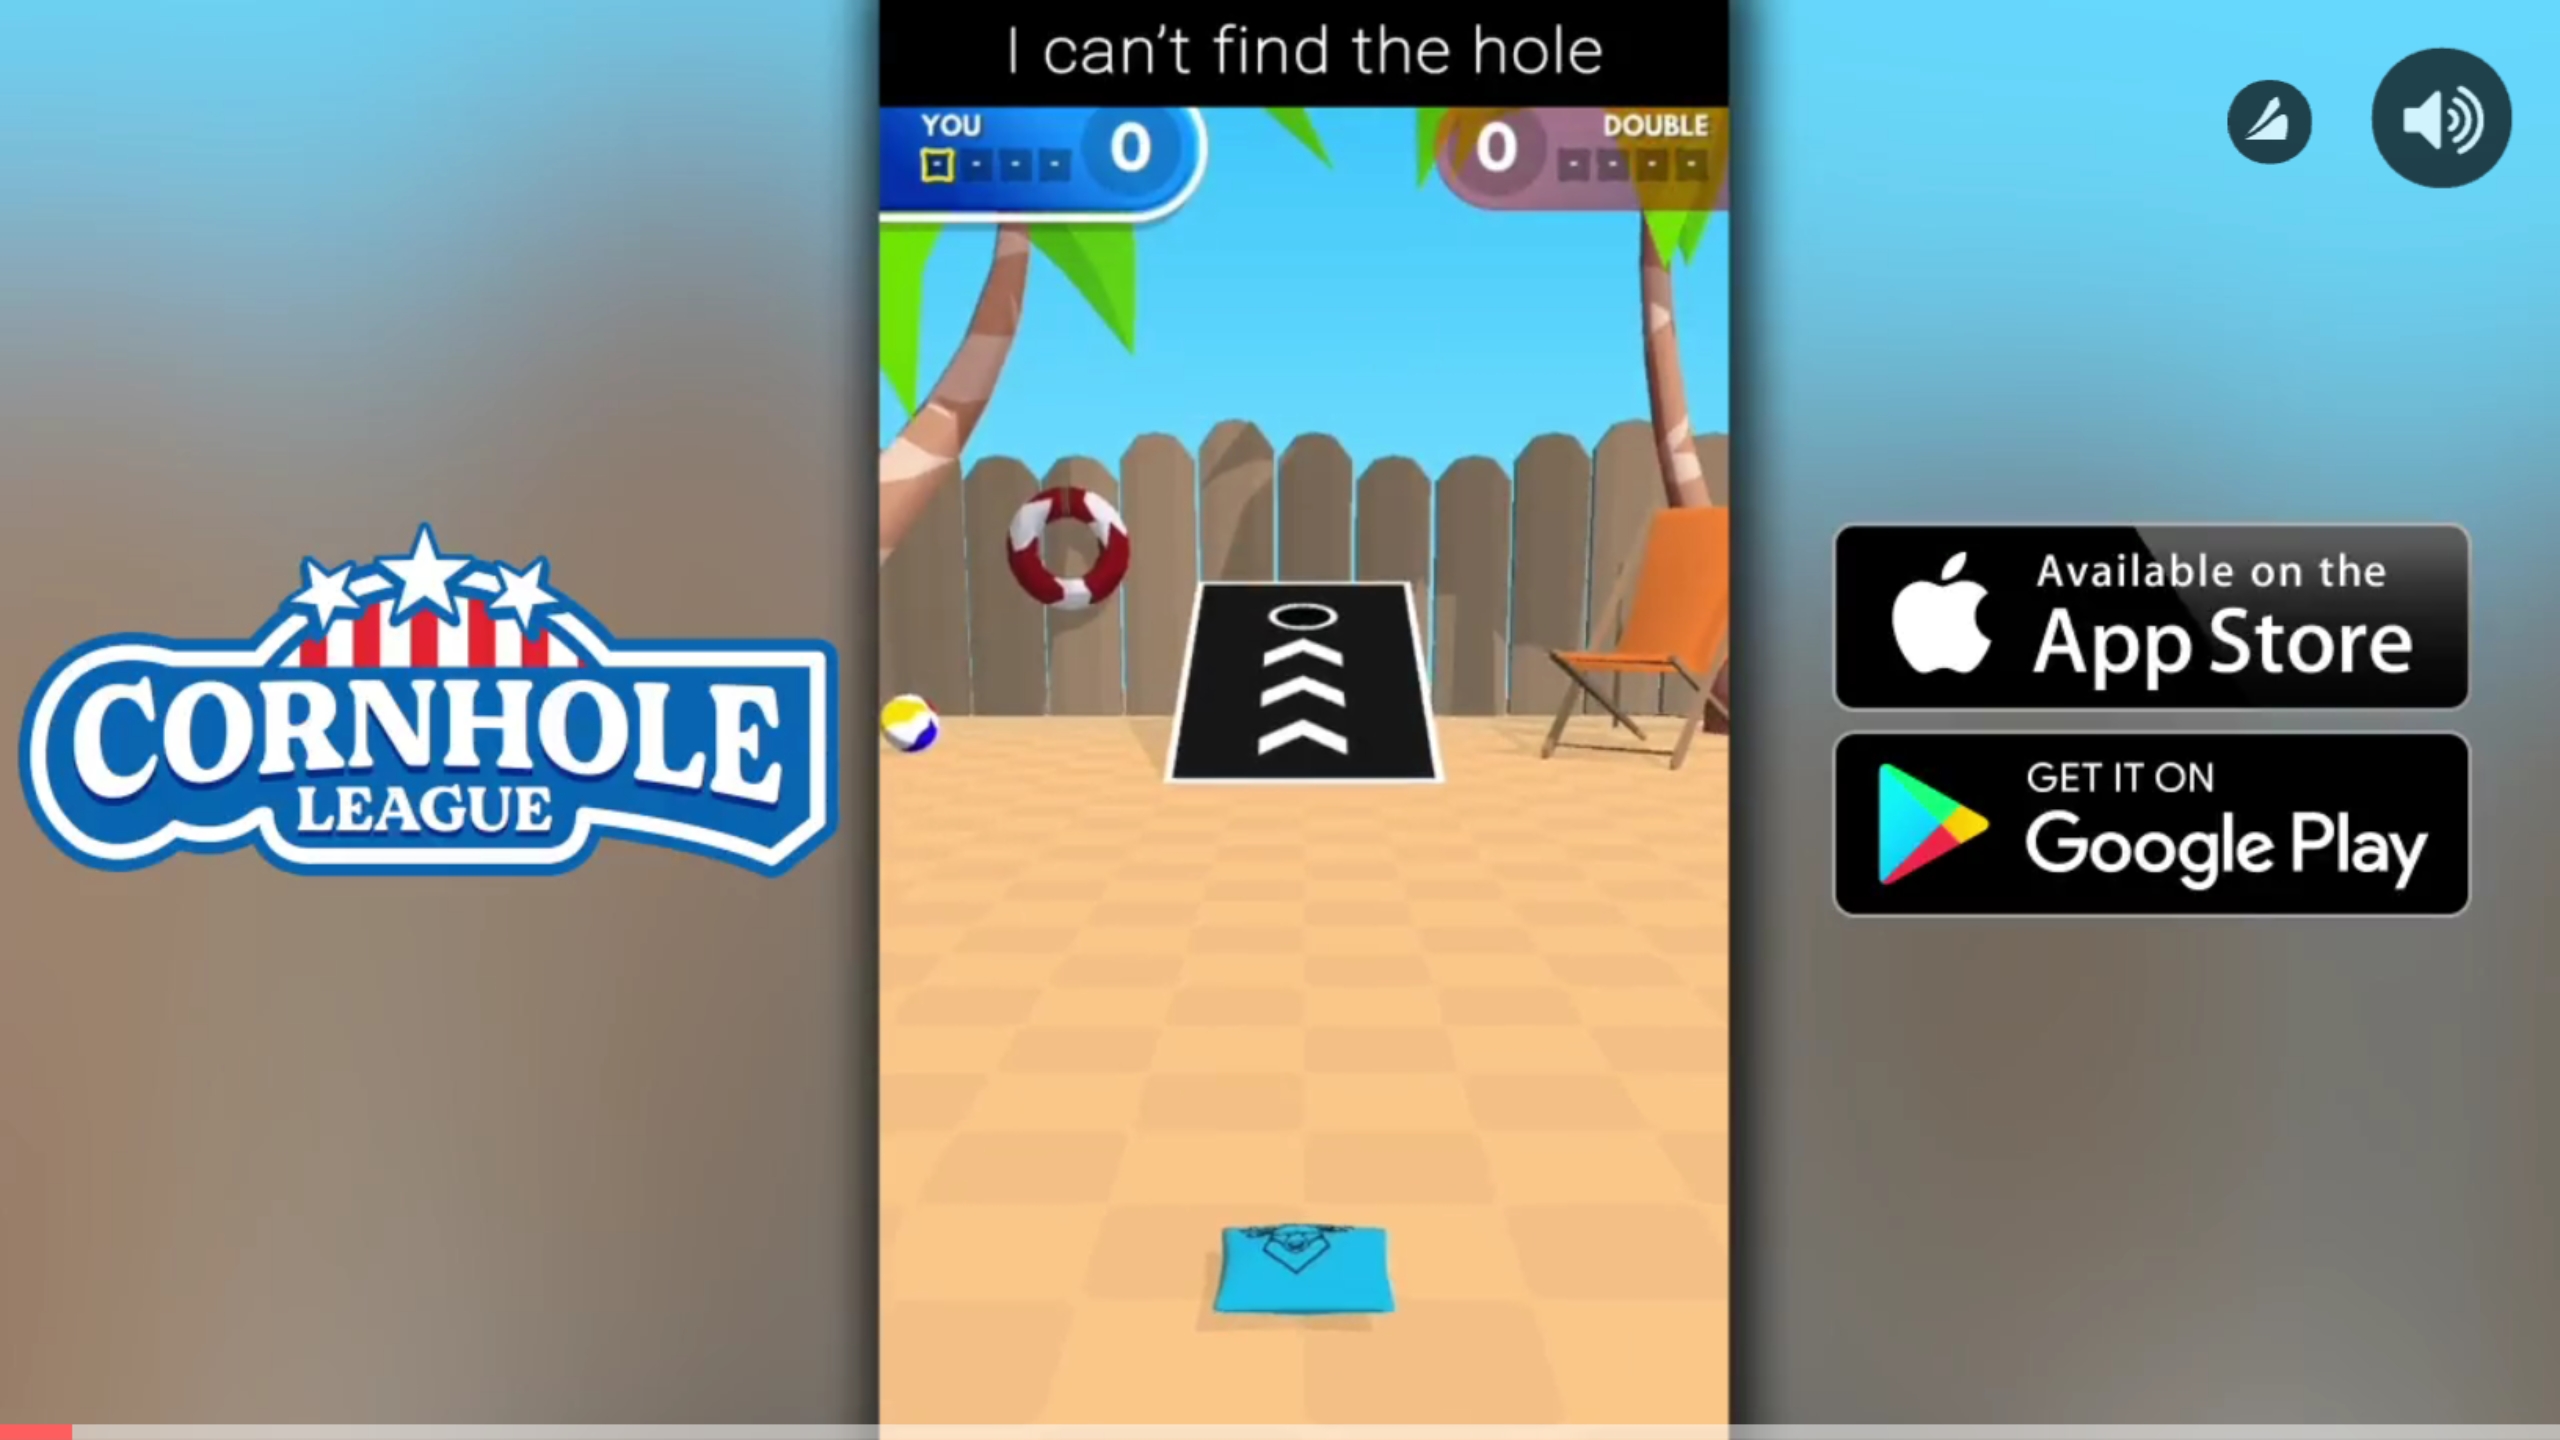 I can't find the hole
YOU
0
0
DOUBLE
- - - -
- - - -
CORNHOLE
LEAGUE
Available on the
App Store
GET IT ON
Google Play